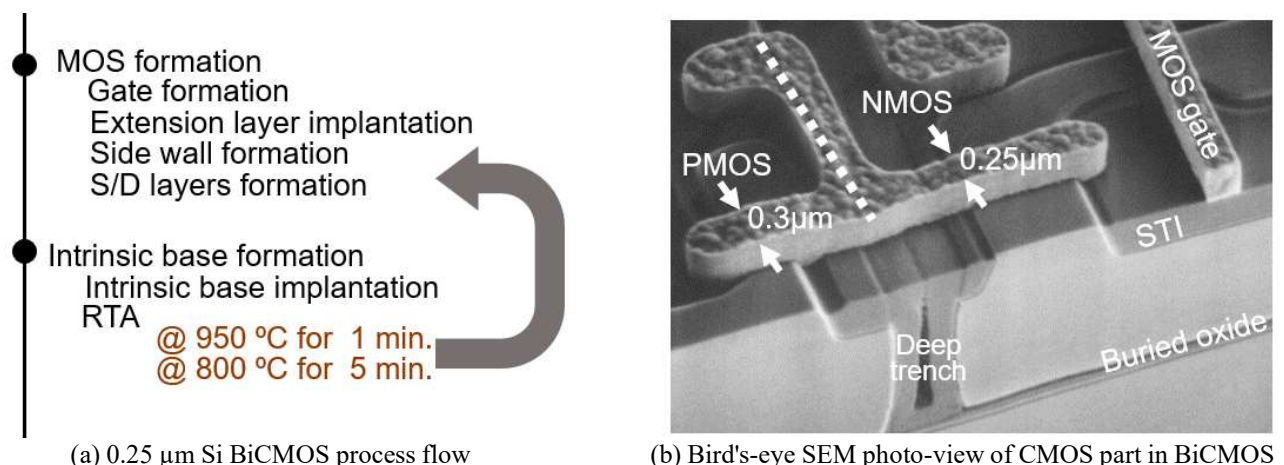 MOS formation
Gate formation
Extension layer implantation
Side wall formation
S/D layers formation
Intrinsic base formation
Intrinsic base implantation
RTA
@ 950 ºC for 1 min.
@ 800 ºC for 5 min.
(a) 0.25 µm Si BiCMOS process flow
NMOS
MOS gate
PMOS
0.25µm
0.3µm
STI
Deep
trench
Buried oxide
(b) Bird's-eye SEM photo-view of CMOS part in BiCMOS